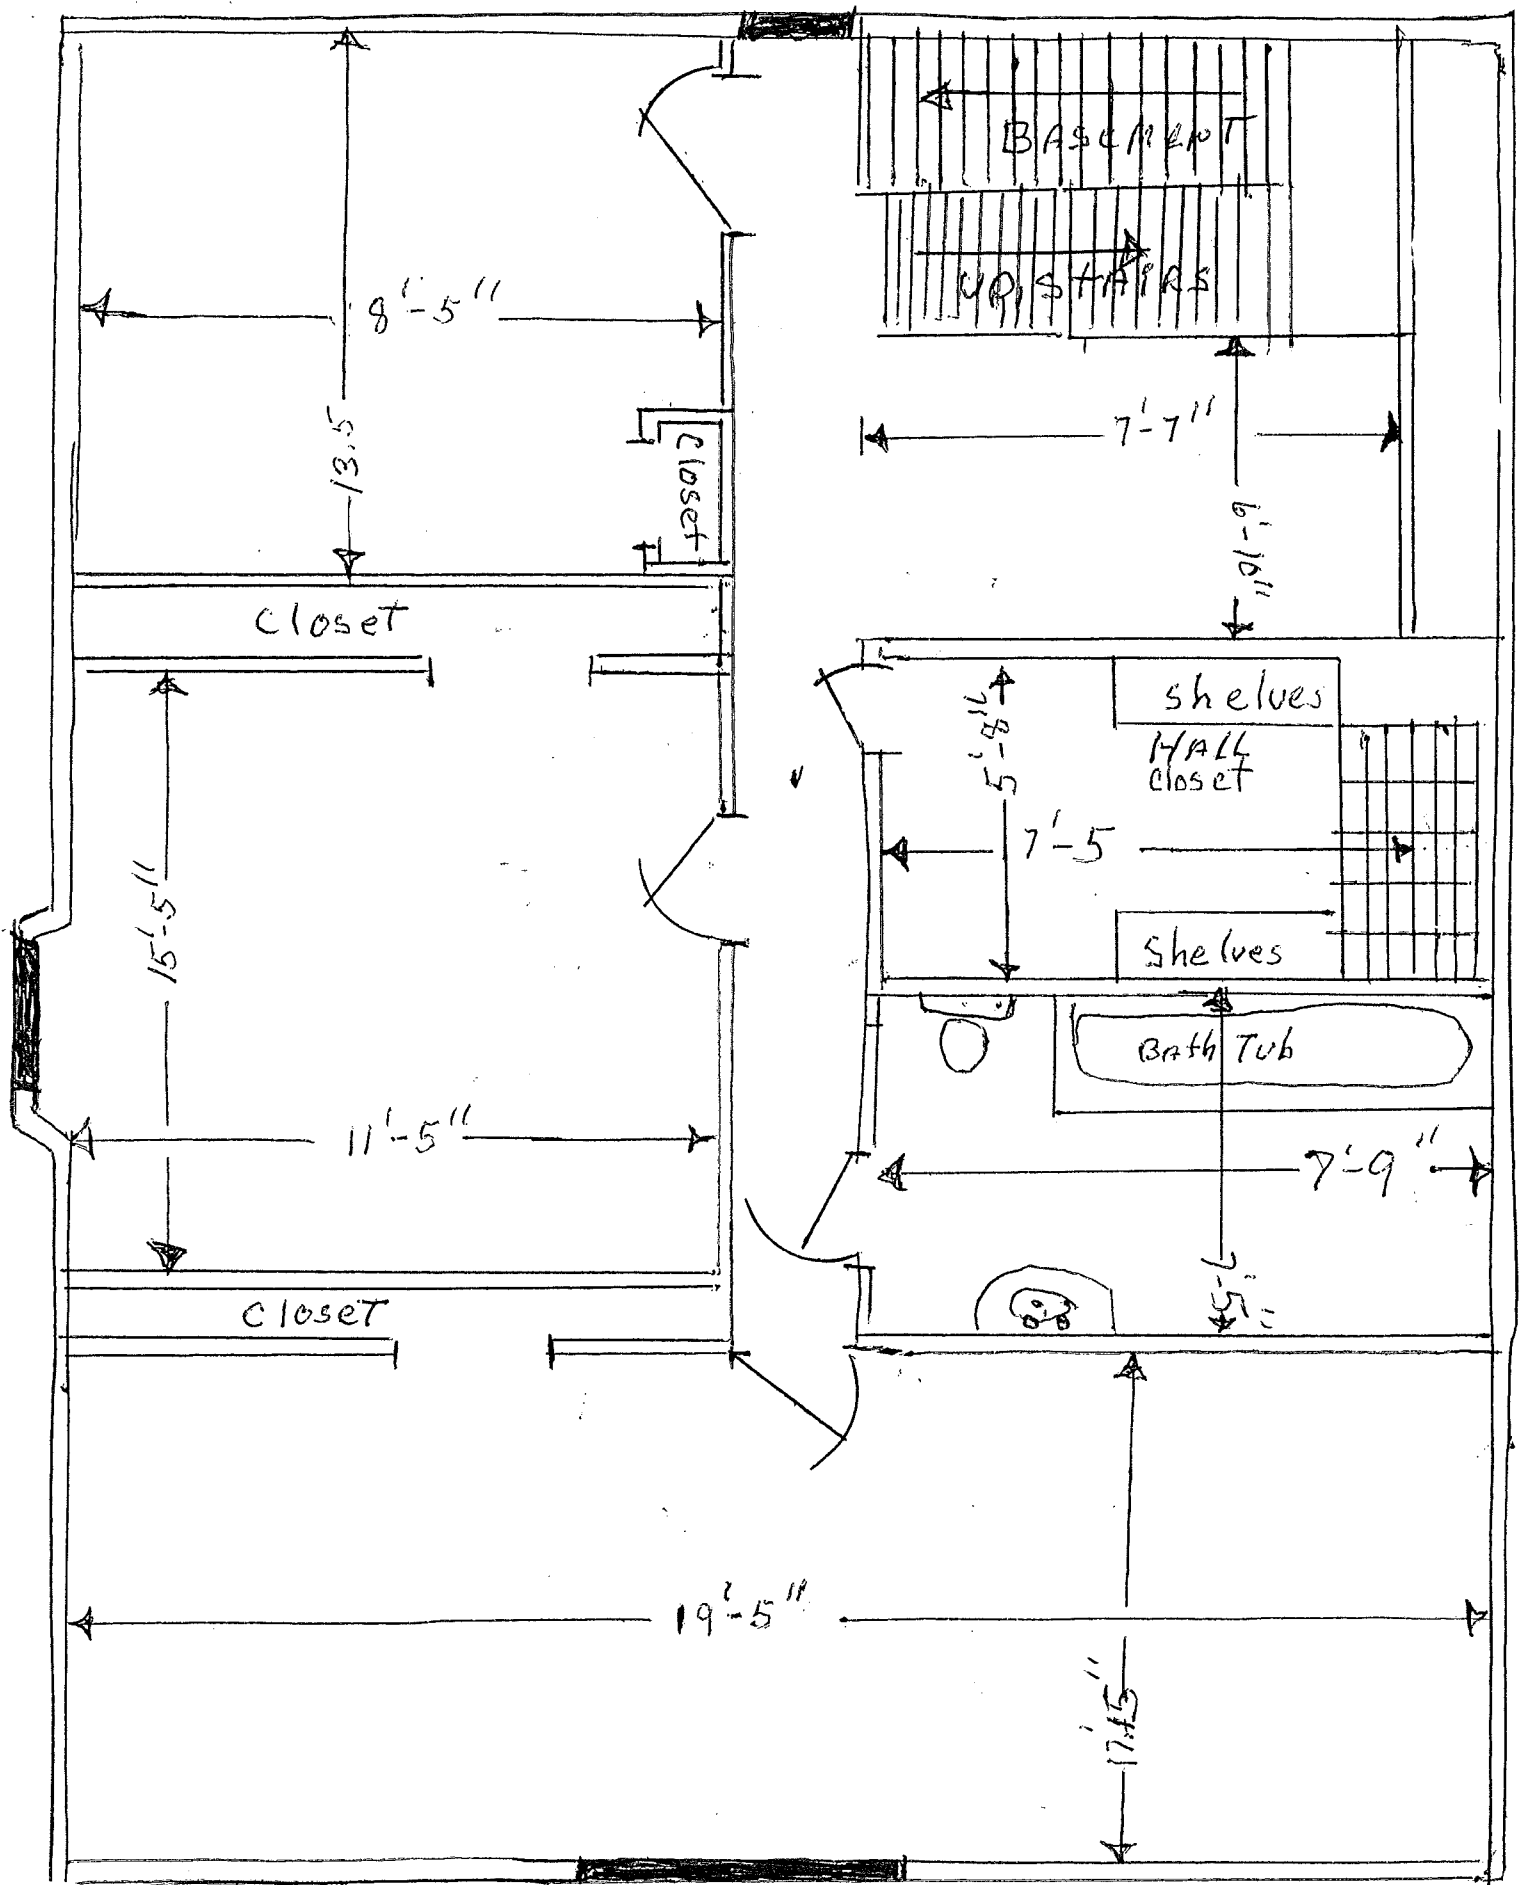 BASEMENT
UPSTAIRS
8'-5"
13.5
Closet
7'-7"
6'-10"
Closet
shelves
HALL
closet
5'-8"
7'-5
shelves
15'-5"
Bath Tub
11'-5"
7'-9"
7'-5"
Closet
19'-5"
17'-5"